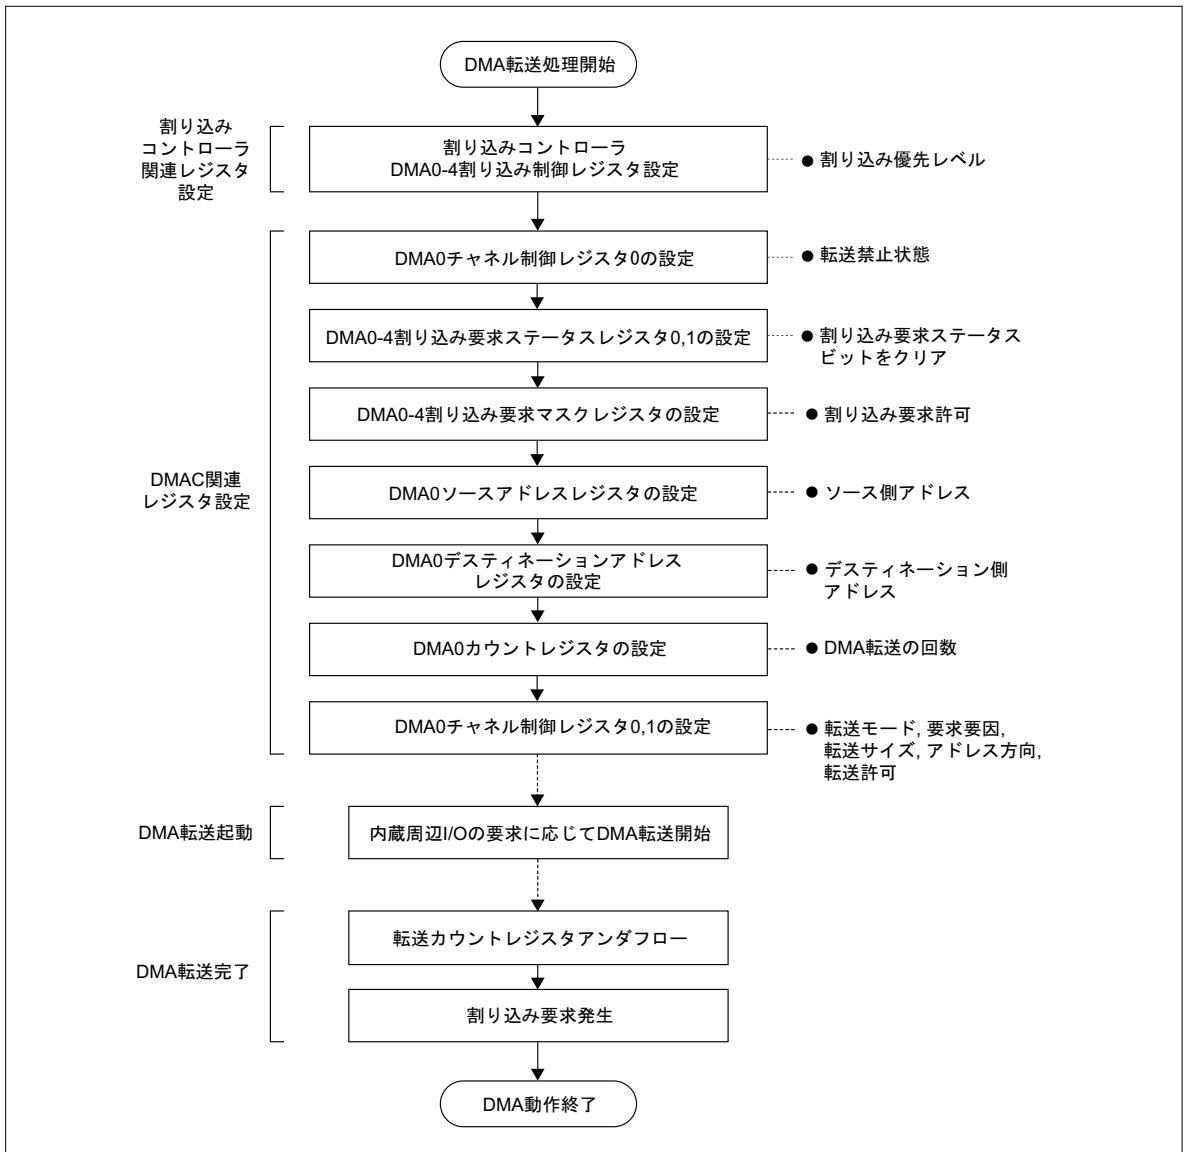 DMA転送処理開始
割り込み
コントローラ
関連レジスタ
設定
割り込みコントローラ
DMA0-4割り込み制御レジスタ設定
● 割り込み優先レベル
DMA0チャネル制御レジスタ0の設定
● 転送禁止状態
DMA0-4割り込み要求ステータスレジスタ0,1の設定
● 割り込み要求ステータス
ビットをクリア
DMA0-4割り込み要求マスクレジスタの設定
● 割り込み要求許可
DMAC関連
レジスタ設定
DMA0ソースアドレスレジスタの設定
● ソース側アドレス
DMA0デスティネーションアドレス
レジスタの設定
● デスティネーション側
アドレス
DMA0カウントレジスタの設定
● DMA転送の回数
DMA0チャネル制御レジスタ0,1の設定
● 転送モード, 要求要因,
転送サイズ, アドレス方向,
転送許可
DMA転送起動
内蔵周辺I/Oの要求に応じてDMA転送開始
DMA転送完了
転送カウントレジスタアンダフロー
割り込み要求発生
DMA動作終了